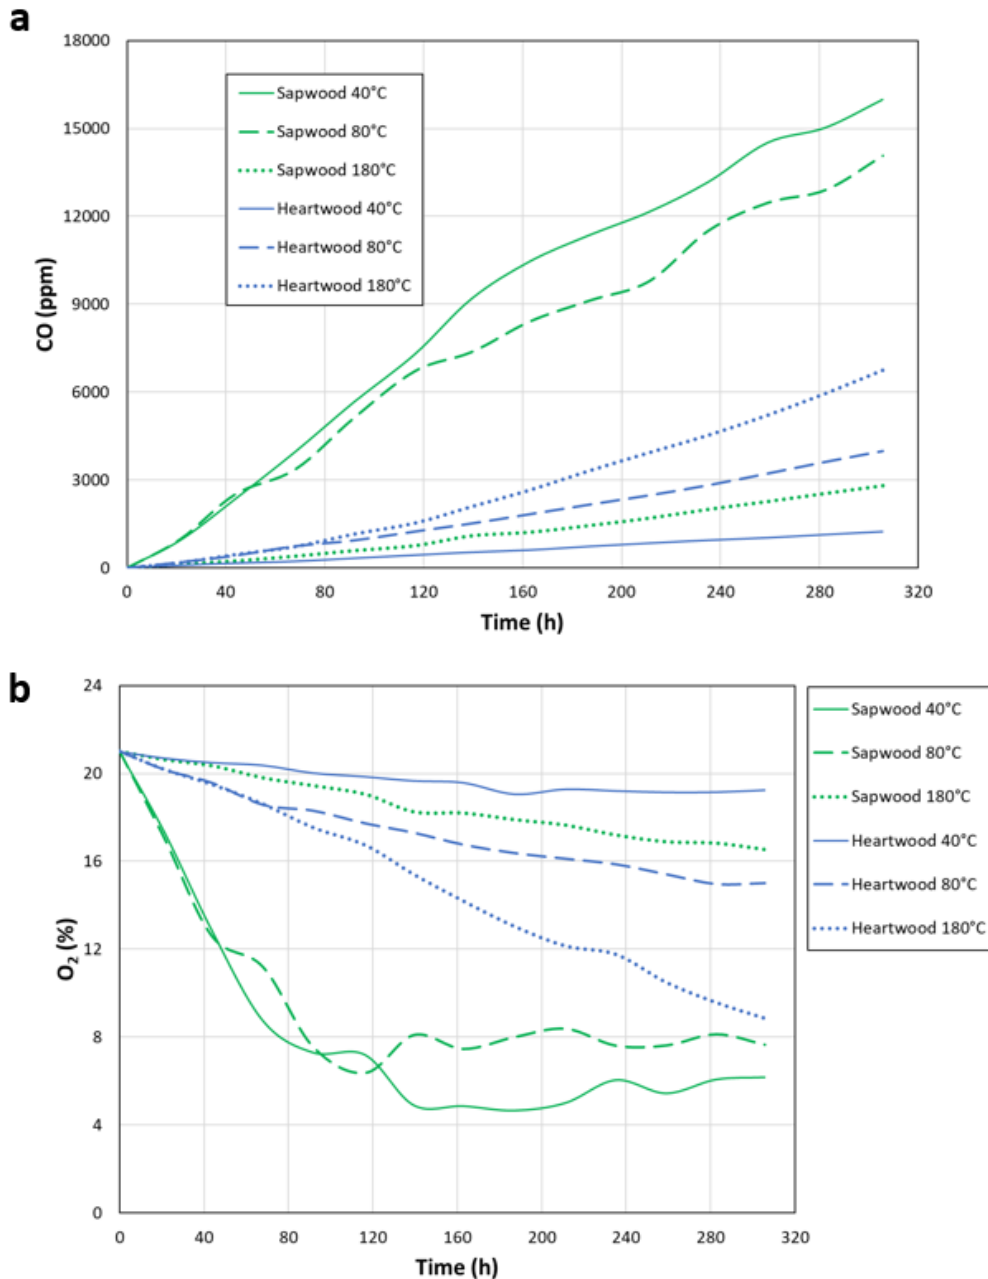 a
18000
15000
12000
9000
6000
3000
0
CO (ppm)
Sapwood 40°C
Sapwood 80°C
Sapwood 180°C
Heartwood 40°C
Heartwood 80°C
Heartwood 180°C
0 40 80 120 160 200 240 280 320
Time (h)
b
24
20
16
12
8
4
0
O₂ (%)
Sapwood 40°C
Sapwood 80°C
Sapwood 180°C
Heartwood 40°C
Heartwood 80°C
Heartwood 180°C
0 40 80 120 160 200 240 280 320
Time (h)